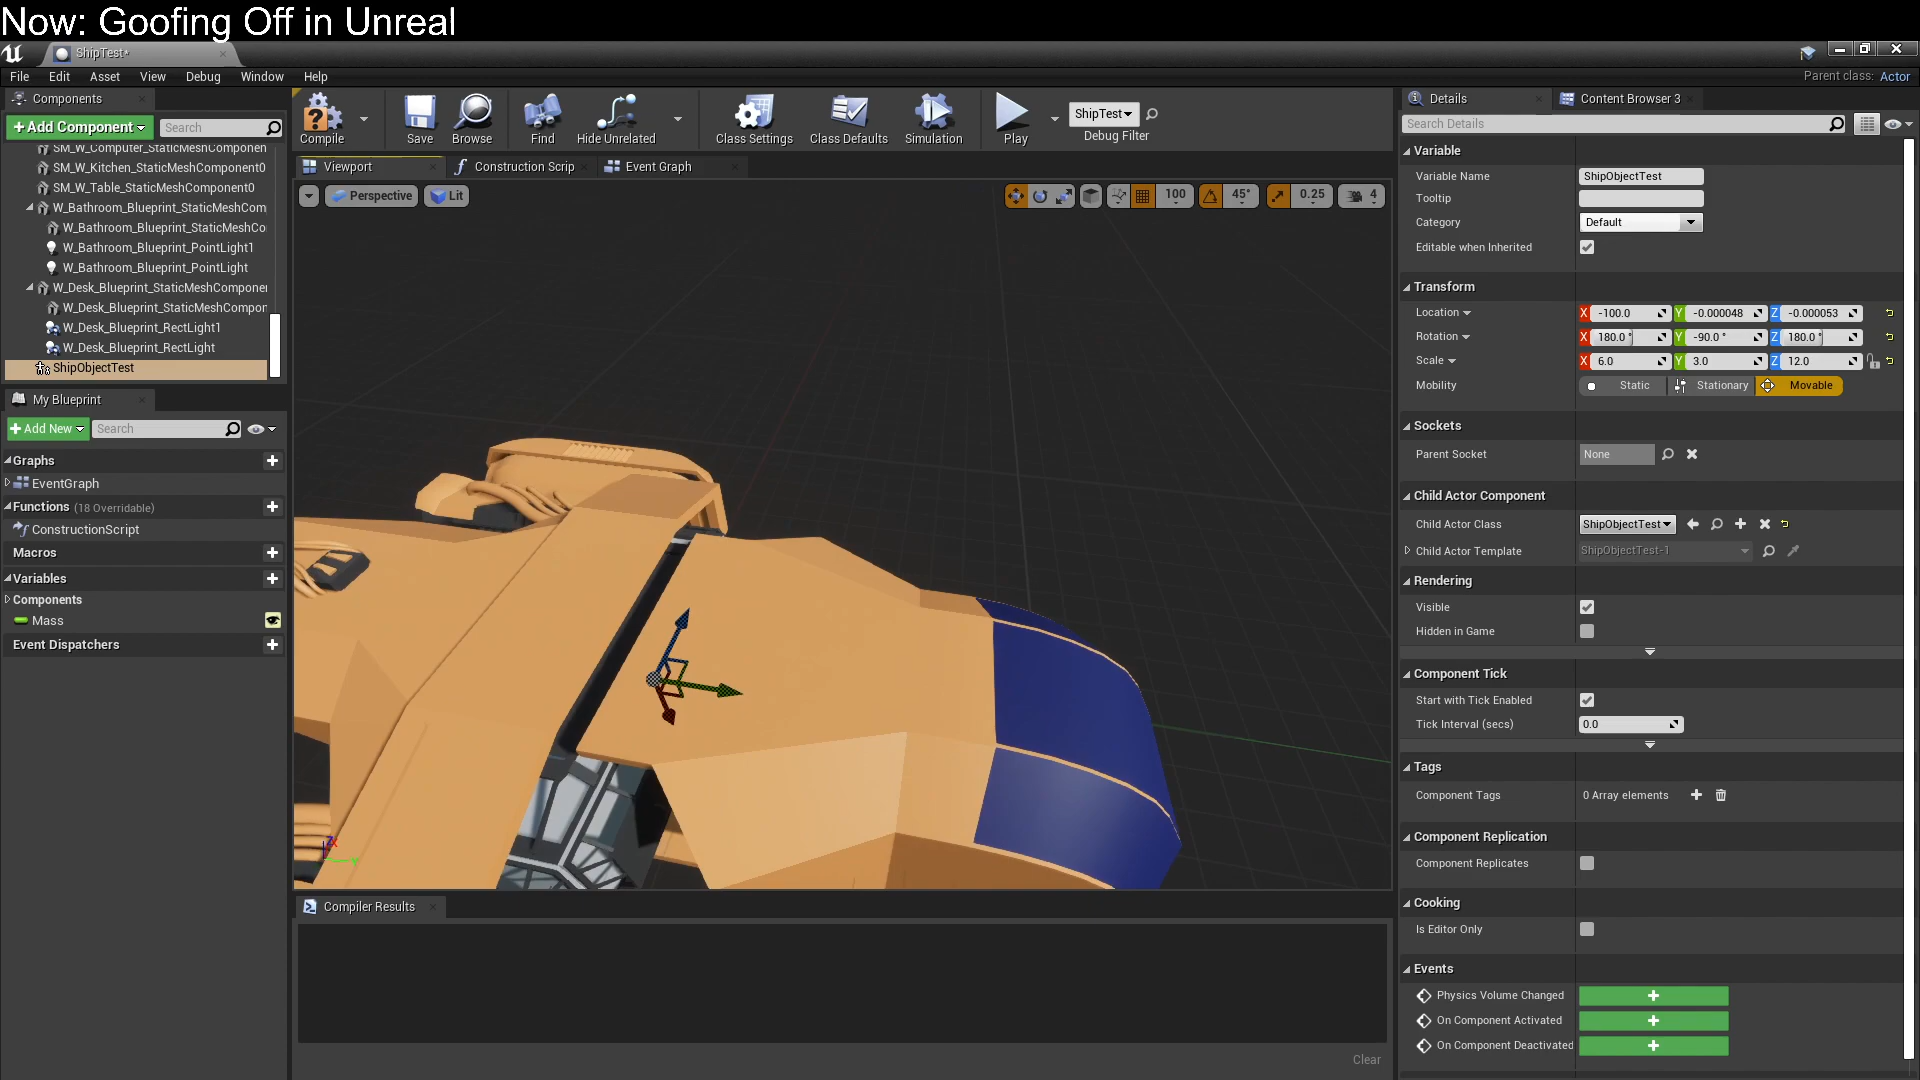 Now: Goofing Off in Unreal
ShipTest*
File Edit Asset View Debug Window Help
Parent class: Actor
Components
+Add Component Search
SM_W_Computer_StaticMeshComponen
SM_W_Kitchen_StaticMeshComponent0
SM_W_Table_StaticMeshComponent0
W_Bathroom_Blueprint_StaticMeshCom
W_Bathroom_Blueprint_StaticMeshCo
W_Bathroom_Blueprint_PointLight1
W_Bathroom_Blueprint_PointLight
W_Desk_Blueprint_StaticMeshCompone
W_Desk_Blueprint_StaticMeshCompon
W_Desk_Blueprint_RectLight1
W_Desk_Blueprint_RectLight
ShipObjectTest
My Blueprint
+Add New Search
Graphs
EventGraph
Functions (18 Overridable)
ConstructionScript
Macros
Variables
Components
Mass
Event Dispatchers
Compile Save Browse Find Hide Unrelated Class Settings Class Defaults Simulation Play
ShipTest
Debug Filter
Viewport Construction Scrip Event Graph
Perspective Lit
100 45° 0.25 4
Z X
Y
Compiler Results
Clear
Details Content Browser 3
Search Details
Variable
Variable Name ShipObjectTest
Tooltip
Category Default
Editable when Inherited
Transform
Location X -100.0 Y -0.000048 Z -0.000053
Rotation X 180.0° Y -90.0° Z 180.0°
Scale X 6.0 Y 3.0 Z 12.0
Mobility Static Stationary Movable
Sockets
Parent Socket None
Child Actor Component
Child Actor Class ShipObjectTest
Child Actor Template ShipObjectTest-1
Rendering
Visible
Hidden in Game
Component Tick
Start with Tick Enabled
Tick Interval (secs) 0.0
Tags
Component Tags 0 Array elements
Component Replication
Component Replicates
Cooking
Is Editor Only
Events
Physics Volume Changed
On Component Activated
On Component Deactivated